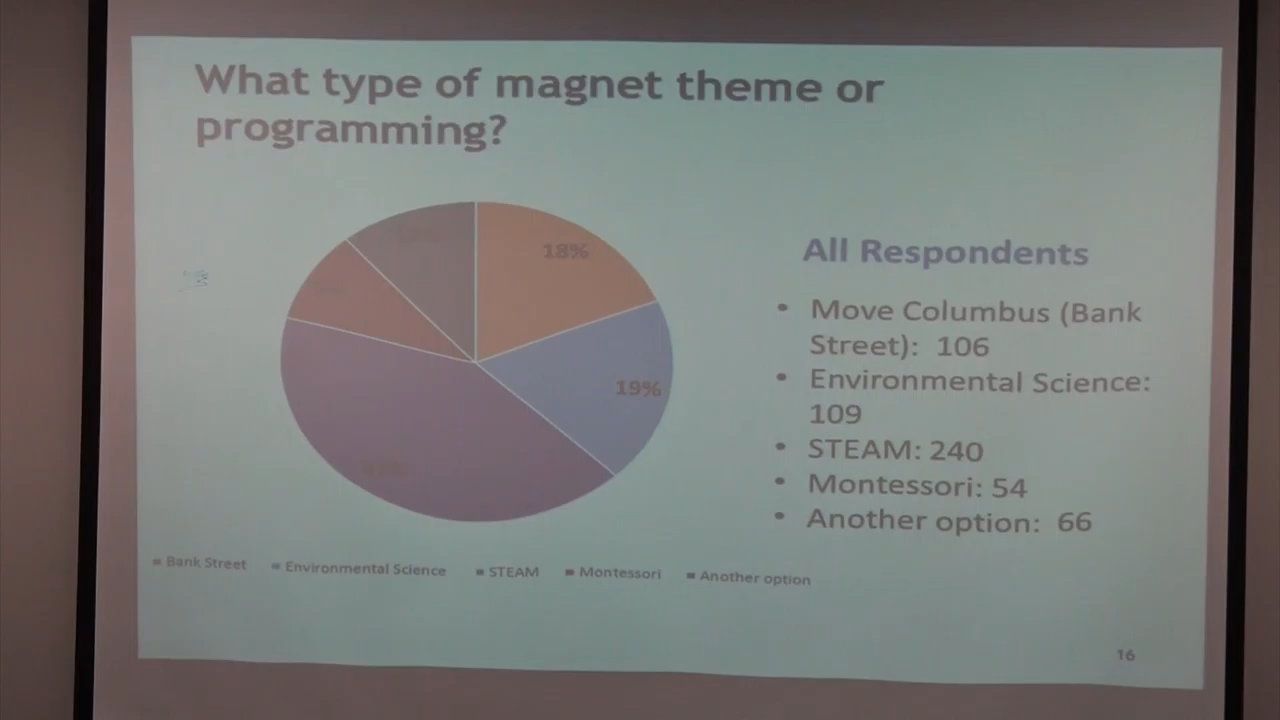 What type of magnet theme or
programming?
18%
19%
All Respondents
• Move Columbus (Bank
Street): 106
• Environmental Science:
109
• STEAM: 240
• Montessori: 54
• Another option: 66
Bank Street
Environmental Science
STEAM
Montessori
Another option
16